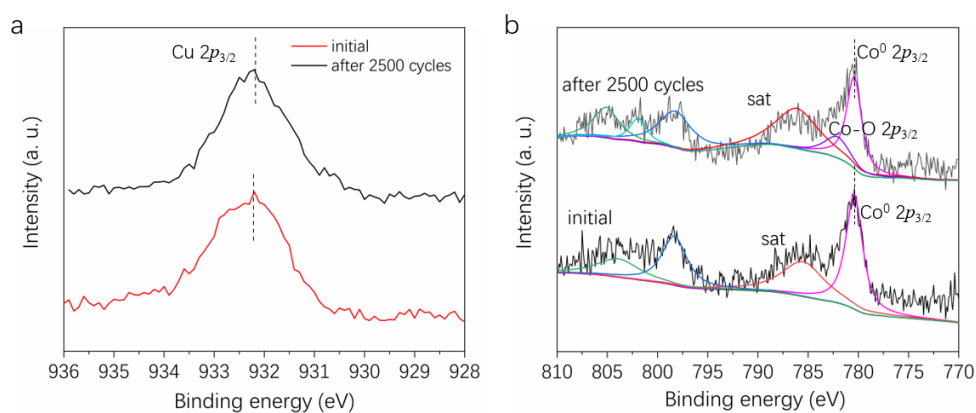 a
Cu 2p3/2
initial
after 2500 cycles
Intensity (a. u.)
936 935 934 933 932 931 930 929 928
Binding energy (eV)
b
Co⁰ 2p3/2
after 2500 cycles
sat
Co-O 2p3/2
Co⁰ 2p3/2
initial
sat
Intensity (a. u.)
810 805 800 795 790 785 780 775 770
Binding energy (eV)